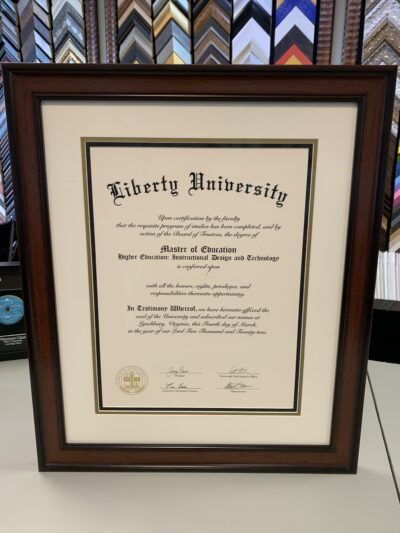 Liberty University
Upon certification by the faculty
that the requisite program of studies has been completed, and by
action of the Board of Trustees, the degree of
Master of Education
Higher Education: Instructional Design and Technology
is conferred upon
with all the honors, rights, privileges, and
responsibilities thereunto appertaining.
In Testimony Whereof, we have hereunto affixed the
seal of the University and subscribed our names at
Lynchburg, Virginia, this Fourth day of March,
in the year of our Lord Two Thousand and Twenty-two.
President